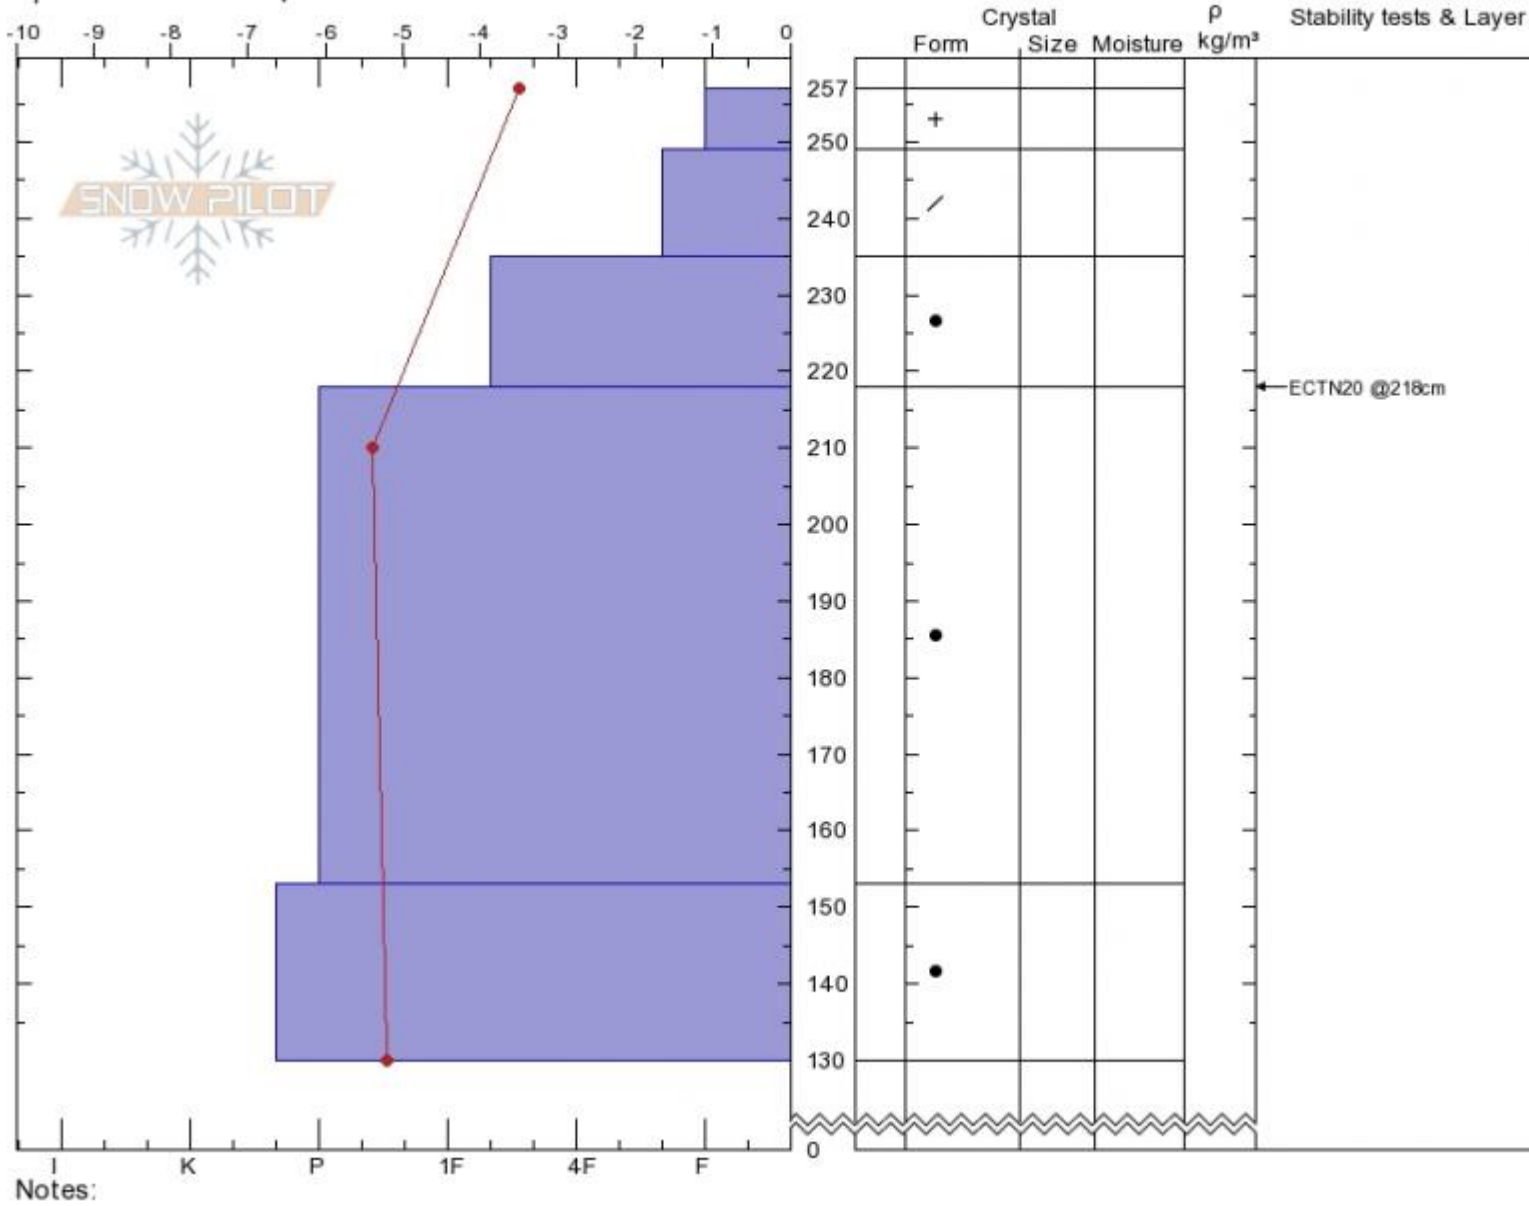 -10 -9 -8 -7 -6 -5 -4 -3 -2 -1 0
Crystal
ρ
Stability tests & Layer
Form Size Moisture kg/m³
SNOW PILOT
257
+
250
240
230
220
ECTN20 @218cm
210
200
190
180
170
160
150
140
130
0
I K P 1F 4F F
Notes: